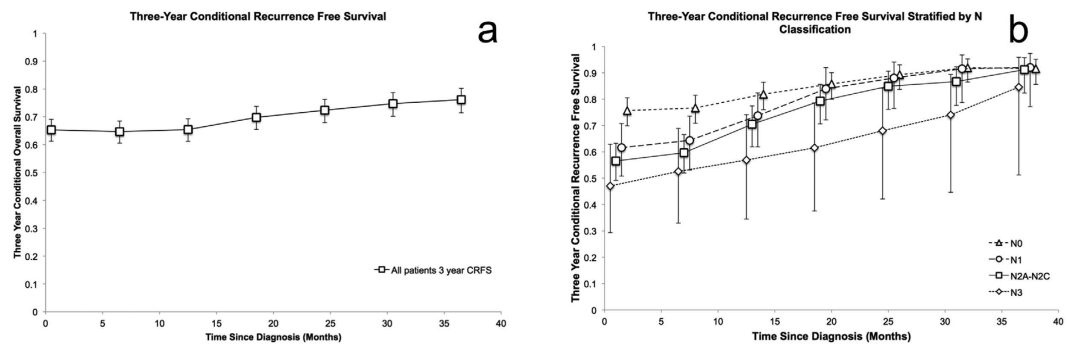 Three-Year Conditional Recurrence Free Survival
a
Three Year Conditional Overall Survival
1
0.9
0.8
0.7
0.6
0.5
0.4
0.3
0.2
0.1
0
All patients 3 year CRFS
0 5 10 15 20 25 30 35 40
Time Since Diagnosis (Months)
Three-Year Conditional Recurrence Free Survival Stratified by N
Classification
b
Three Year Conditional Recurrence Free Survival
1
0.9
0.8
0.7
0.6
0.5
0.4
0.3
0.2
0.1
0
N0
N1
N2A-N2C
N3
0 5 10 15 20 25 30 35 40
Time Since Diagnosis (Months)